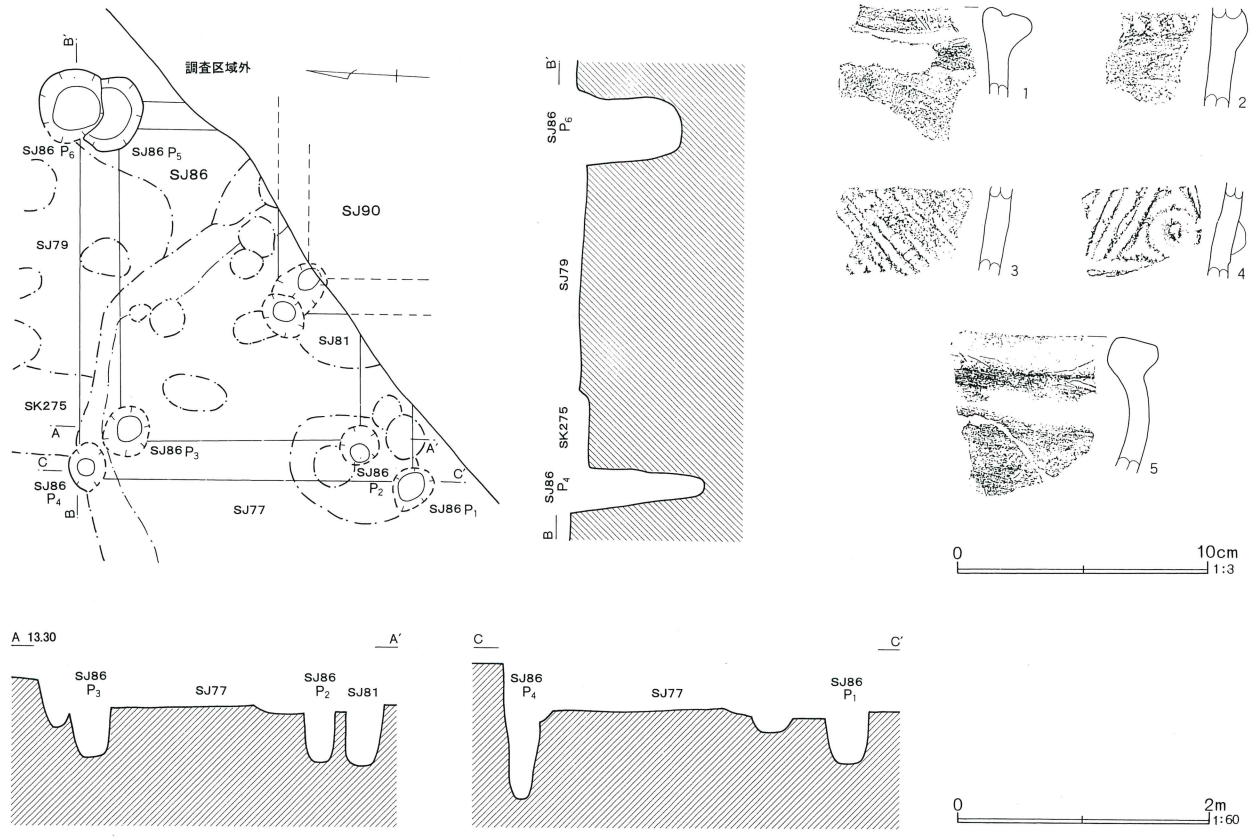 B′
調査区域外
SJ86 P6
SJ86 P5
SJ86
SJ90
SJ79
SJ81
SK275
A
SJ86 P3
C
SJ86
P4
B
SJ86
P2
A′
C′
SJ77
SJ86 P1
B′
SJ86
P6
SJ79
SK275
SJ86
P4
B
1
2
3
4
5
0 10cm
1:3
A 13.30 A′
SJ86
P3
SJ77
SJ86
P2
SJ81
C C′
SJ86
P4
SJ77
SJ86
P1
0 2m
1:60